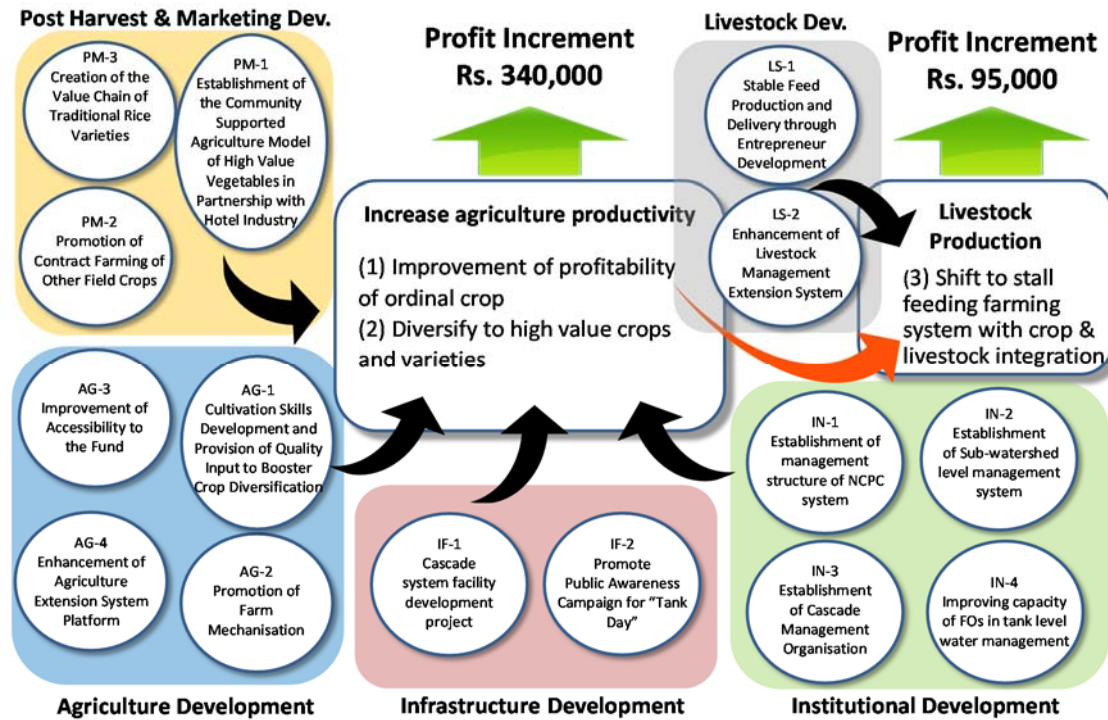 Post Harvest & Marketing Dev.
PM-3
Creation of the
Value Chain of
Traditional Rice
Varieties
PM-1
Establishment of
the Community
Supported
Agriculture Model
of High Value
Vegetables in
Partnership with
Hotel Industry
PM-2
Promotion of
Contract Farming of
Other Field Crops
Profit Increment
Rs. 340,000
Livestock Dev.
LS-1
Stable Feed
Production and
Delivery through
Entrepreneur
Development
LS-2
Enhancement of
Livestock
Management
Extension System
Profit Increment
Rs. 95,000
Increase agriculture productivity
(1) Improvement of profitability
of ordinal crop
(2) Diversify to high value crops
and varieties
Livestock
Production
(3) Shift to stall
feeding farming
system with crop &
livestock integration
AG-3
Improvement of
Accessibility to
the Fund
AG-1
Cultivation Skills
Development and
Provision of Quality
Input to Booster
Crop Diversification
AG-4
Enhancement of
Agriculture
Extension System
Platform
AG-2
Promotion of
Farm
Mechanisation
Agriculture Development
IF-1
Cascade
system facility
development
project
IF-2
Promote
Public Awareness
Campaign for “Tank
Day”
Infrastructure Development
IN-1
Establishment of
management
structure of NCPC
system
IN-2
Establishment
of Sub-watershed
level management
system
IN-3
Establishment
of Cascade
Management
Organisation
IN-4
Improving capacity
of FOs in tank level
water management
Institutional Development